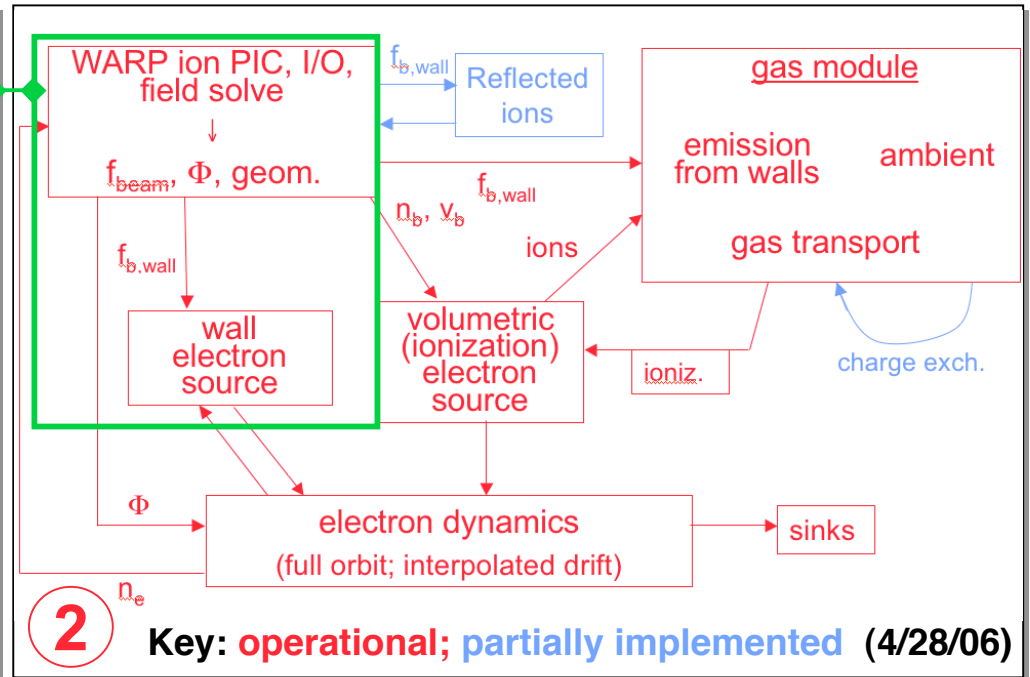 WARP ion PIC, I/O,
field solve
↓
f_beam, Φ, geom.
f_b,wall
Reflected
ions
gas module
emission
from walls
ambient
gas transport
f_b,wall
n_b, v_b
ions
f_b,wall
wall
electron
source
volumetric
(ionization)
electron
source
ioniz.
charge exch.
Φ
electron dynamics
(full orbit; interpolated drift)
sinks
n_e
2
Key: operational; partially implemented (4/28/06)